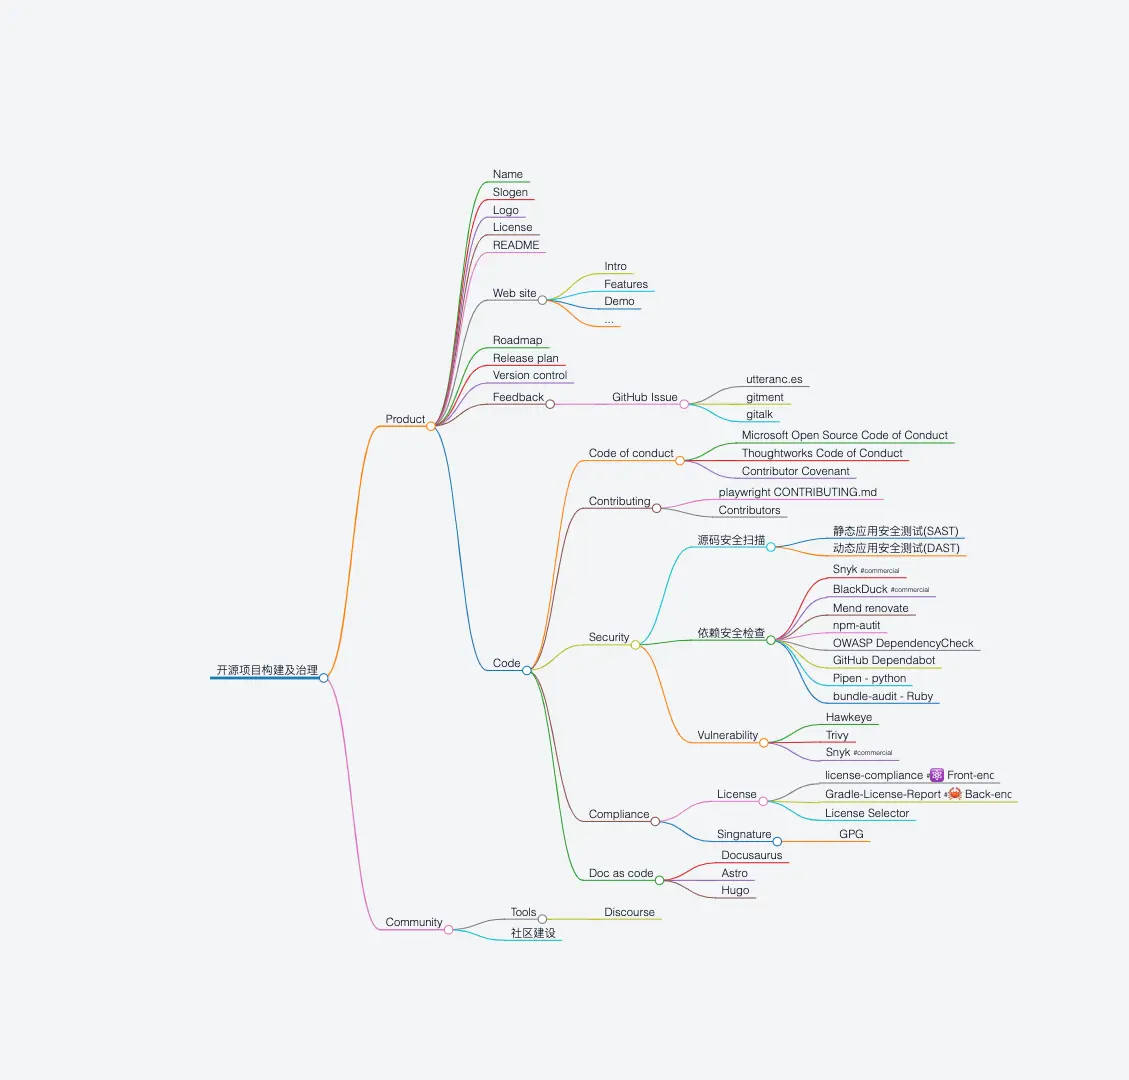 开源项目构建及治理
Product
Name
Slogen
Logo
License
README
Web site
Intro
Features
Demo
...
Roadmap
Release plan
Version control
Feedback
GitHub Issue
utteranc.es
gitment
gitalk
Code
Code of conduct
Microsoft Open Source Code of Conduct
Thoughtworks Code of Conduct
Contributor Covenant
Contributing
playwright CONTRIBUTING.md
Contributors
Security
源码安全扫描
静态应用安全测试(SAST)
动态应用安全测试(DAST)
依赖安全检查
Snyk #commercial
BlackDuck #commercial
Mend renovate
npm-autit
OWASP DependencyCheck
GitHub Dependabot
Pipen - python
bundle-audit - Ruby
Vulnerability
Hawkeye
Trivy
Snyk #commercial
Compliance
License
license-compliance #⚛️ Front-enc
Gradle-License-Report #🦀 Back-enc
License Selector
Singnature
GPG
Doc as code
Docusaurus
Astro
Hugo
Community
Tools
Discourse
社区建设